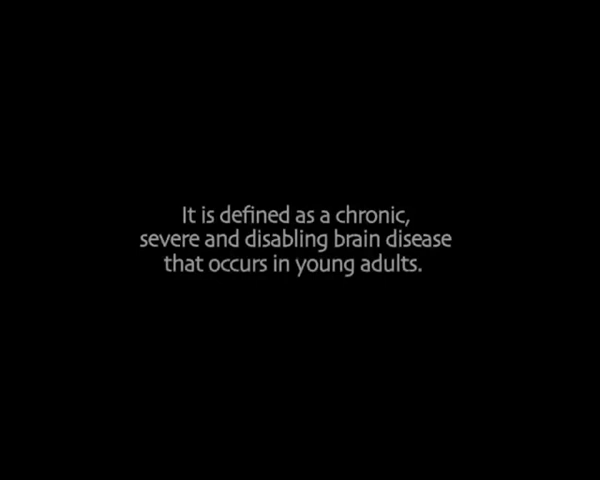 It is defined as a chronic,
severe and disabling brain disease
that occurs in young adults.